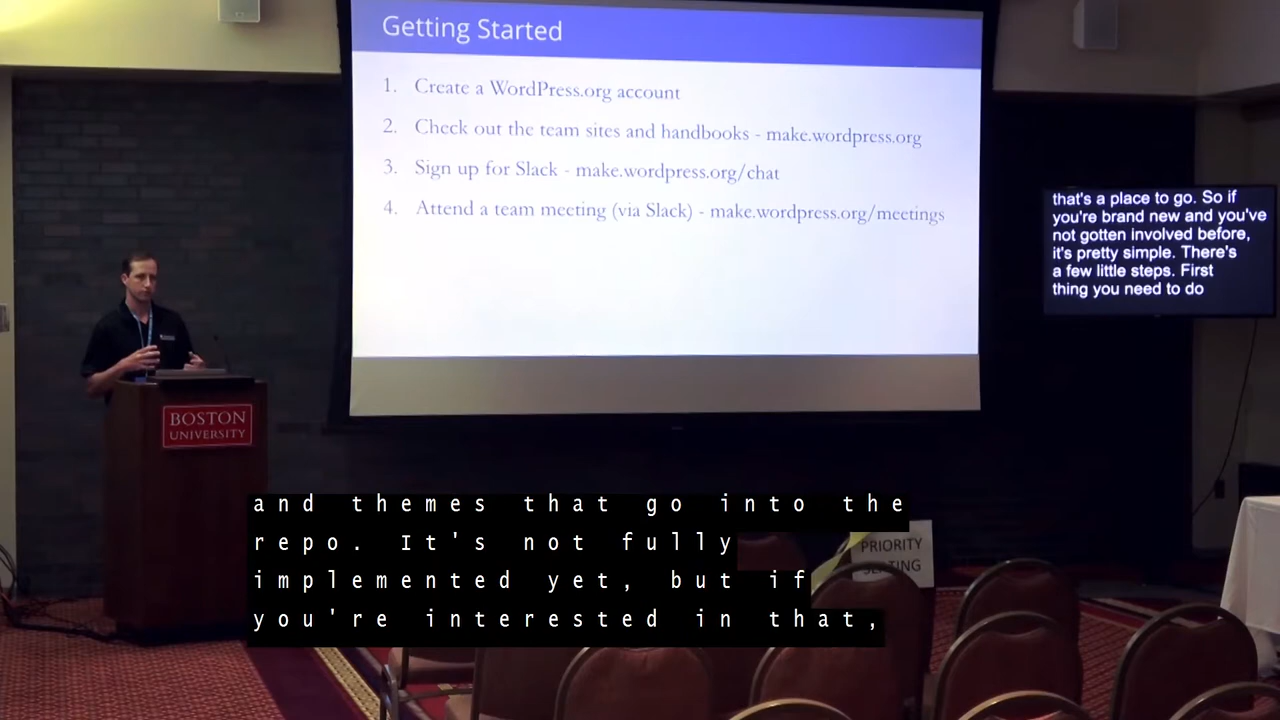 Getting Started
1. Create a WordPress.org account
2. Check out the team sites and handbooks - make.wordpress.org
3. Sign up for Slack - make.wordpress.org/chat
4. Attend a team meeting (via Slack) - make.wordpress.org/meetings
that's a place to go. So if
you're brand new and you've
not gotten involved before,
it's pretty simple. There's
a few little steps. First
thing you need to do
BOSTON
UNIVERSITY
and themes that go into the
repo. It's not fully
implemented yet, but if
you're interested in that,
PRIORITY
SEATING